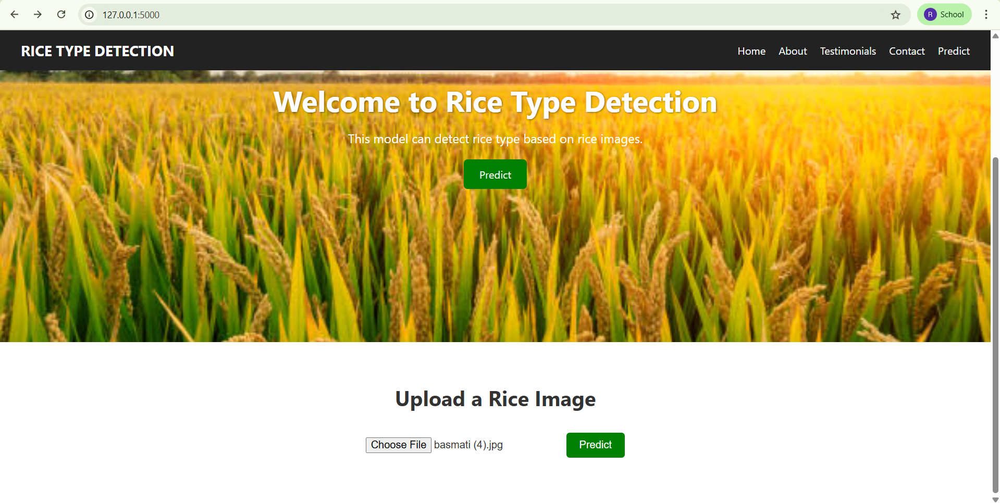 127.0.0.1:5000
R School
RICE TYPE DETECTION
Home About Testimonials Contact Predict
Welcome to Rice Type Detection
This model can detect rice type based on rice images.
Predict
Upload a Rice Image
Choose File basmati (4).jpg Predict